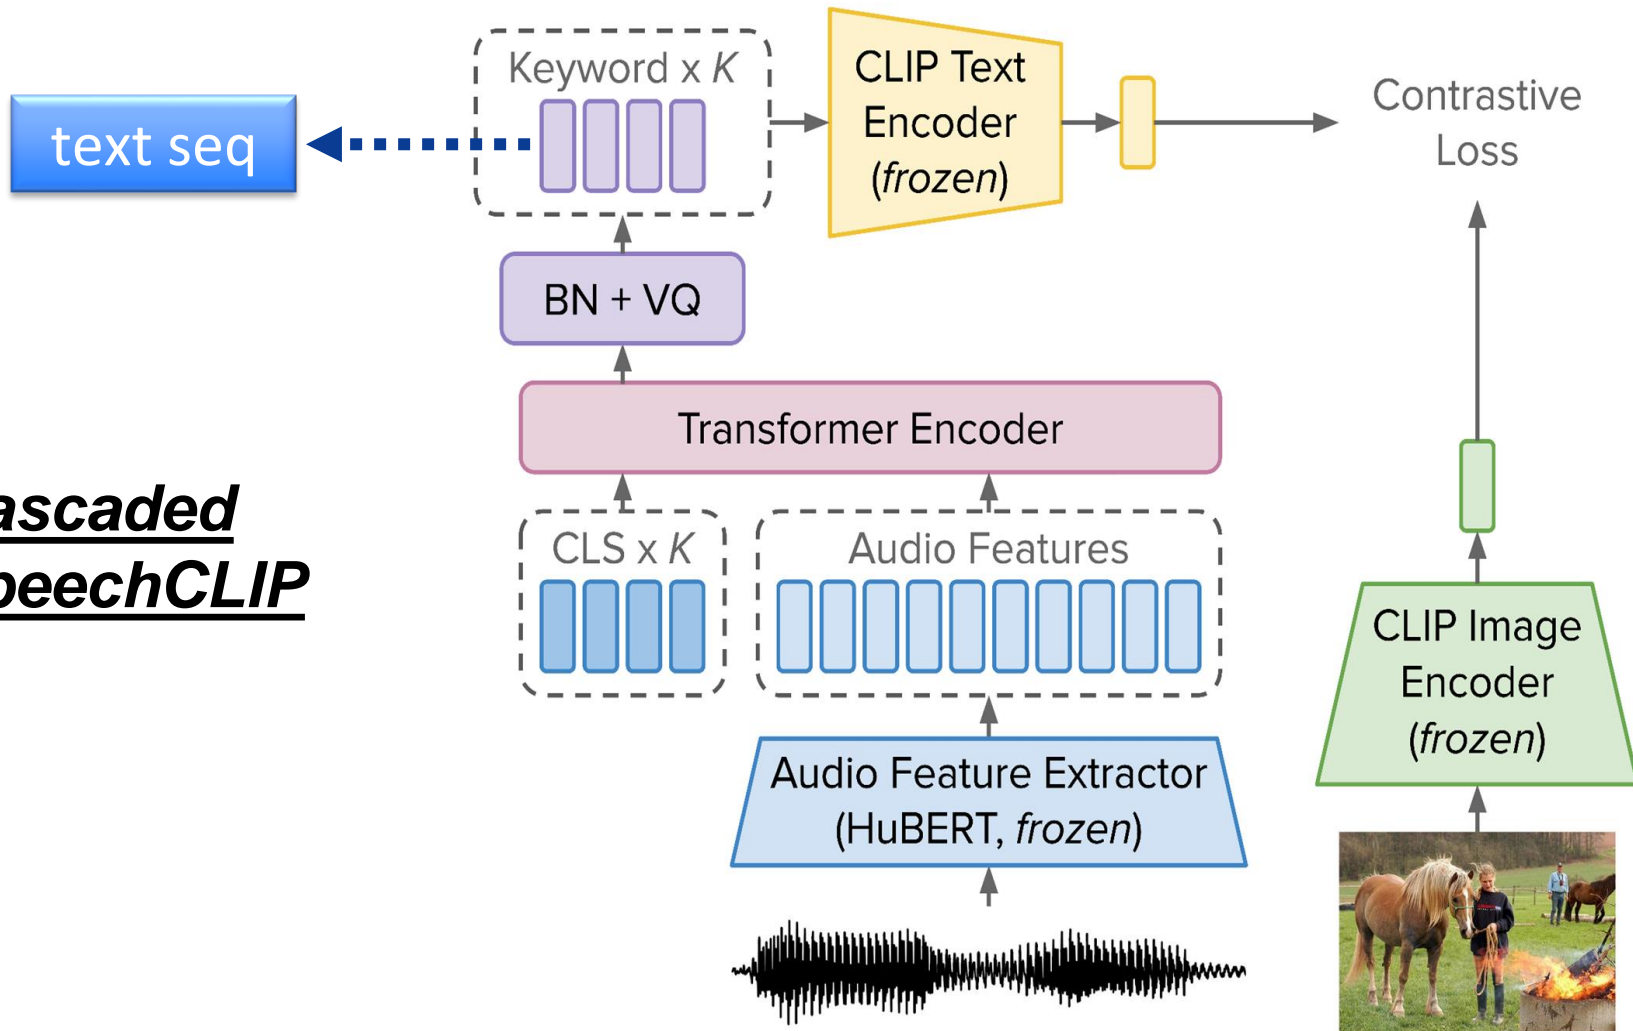 Keyword x K
CLIP Text
Encoder
(frozen)
Contrastive
Loss
text seq
BN + VQ
Transformer Encoder
ascaded
peechCLIP
CLS x K
Audio Features
CLIP Image
Encoder
(frozen)
Audio Feature Extractor
(HuBERT, frozen)